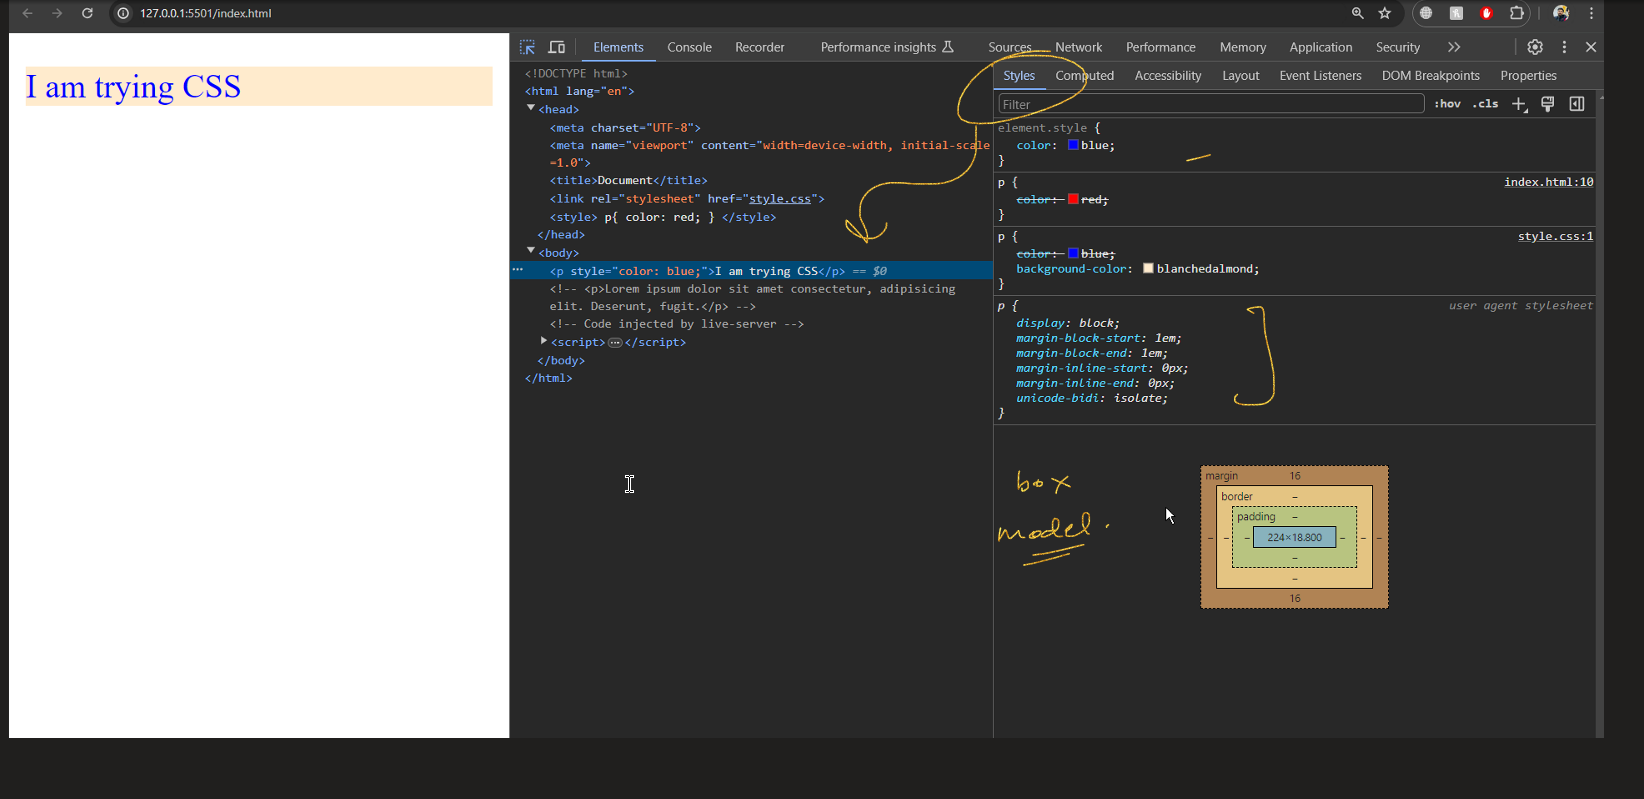 127.0.0.1:5501/index.html
I am trying CSS
Elements Console Recorder Performance insights Sources Network Performance Memory Application Security
<!DOCTYPE html>
<html lang="en">
<head>
<meta charset="UTF-8">
<meta name="viewport" content="width=device-width, initial-scale
=1.0">
<title>Document</title>
<link rel="stylesheet" href="style.css">
<style> p{ color: red; } </style>
</head>
<body>
<p style="color: blue;">I am trying CSS</p> == $0
<!-- <p>Lorem ipsum dolor sit amet consectetur, adipisicing
elit. Deserunt, fugit.</p> -->
<!-- Code injected by live-server -->
<script>…</script>
</body>
</html>
Styles Computed Accessibility Layout Event Listeners DOM Breakpoints Properties
Filter :hov .cls
element.style {
color: blue;
}
p { index.html:10
color: red;
}
p { style.css:1
color: blue;
background-color: blanchedalmond;
}
p { user agent stylesheet
display: block;
margin-block-start: 1em;
margin-block-end: 1em;
margin-inline-start: 0px;
margin-inline-end: 0px;
unicode-bidi: isolate;
}
box
model.
margin 16
border –
padding –
– – – 224×18.800 – – –
–
–
16